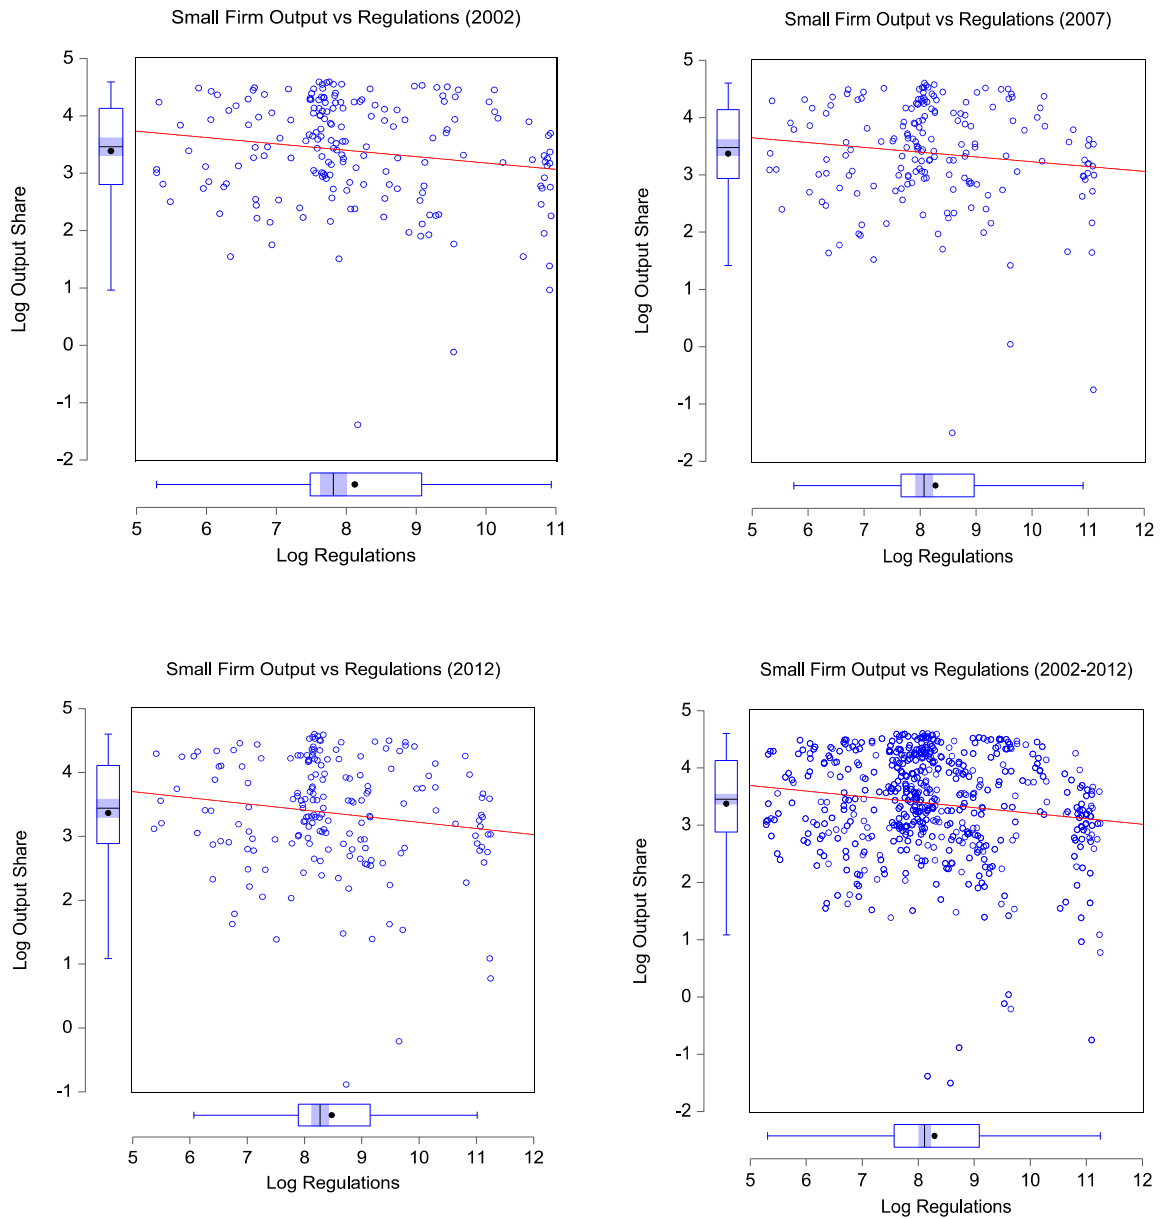 Small Firm Output vs Regulations (2002)
Log Output Share
5
4
3
2
1
0
-1
-2
5 6 7 8 9 10 11
Log Regulations
Small Firm Output vs Regulations (2007)
Log Output Share
5
4
3
2
1
0
-1
-2
5 6 7 8 9 10 11 12
Log Regulations
Small Firm Output vs Regulations (2012)
Log Output Share
5
4
3
2
1
0
-1
5 6 7 8 9 10 11 12
Log Regulations
Small Firm Output vs Regulations (2002-2012)
Log Output Share
5
4
3
2
1
0
-1
-2
5 6 7 8 9 10 11 12
Log Regulations